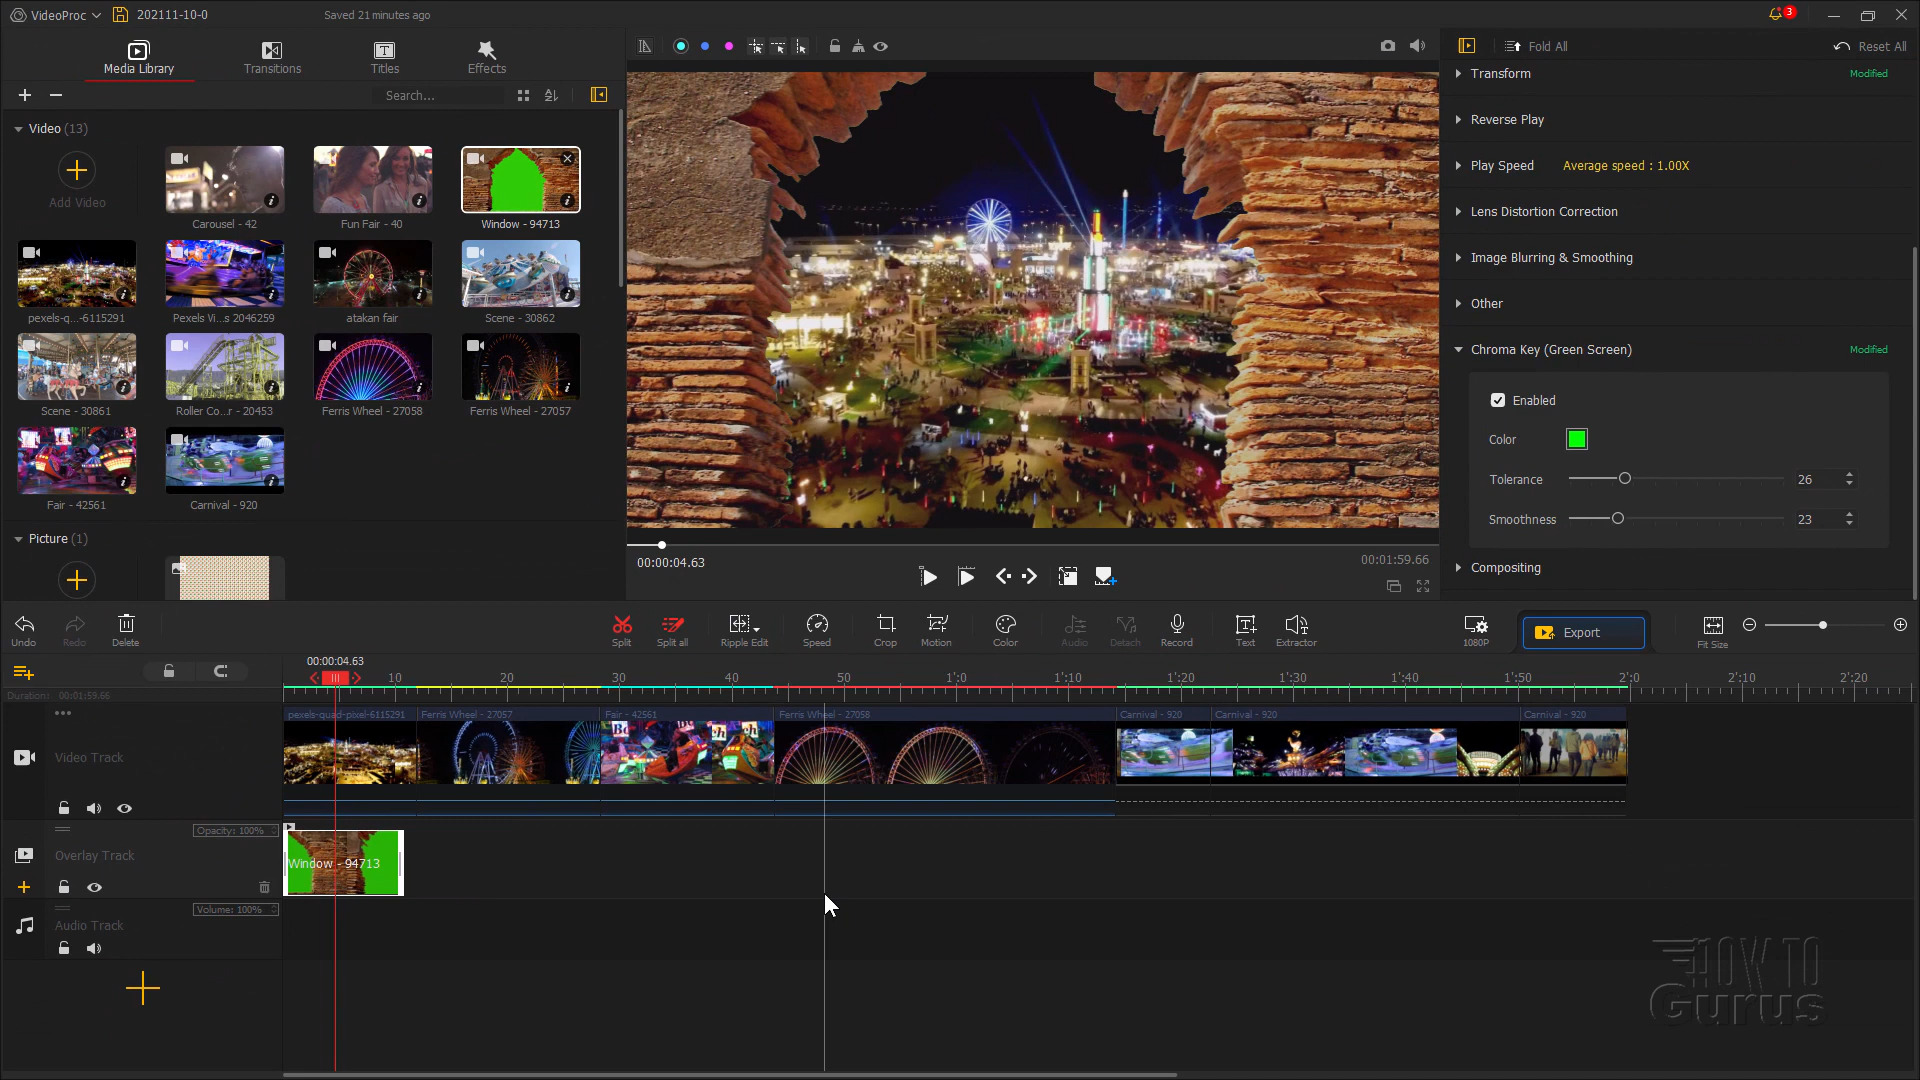 VideoProc
202111-10-0
Saved 21 minutes ago
3
Media Library
Transitions
Titles
Effects
Fold All
Reset All
Search...
Transform
Modified
Reverse Play
Play Speed
Average speed : 1.00X
Lens Distortion Correction
Image Blurring & Smoothing
Other
Chroma Key (Green Screen)
Modified
Enabled
Color
Tolerance
26
Smoothness
23
Compositing
Video (13)
Add Video
Carousel - 42
Fun Fair - 40
Window - 94713
pexels-q...-6115291
Pexels Vi...s 2046259
atakan fair
Scene - 30862
Scene - 30861
Roller Co...r - 20453
Ferris Wheel - 27058
Ferris Wheel - 27057
Fair - 42561
Carnival - 920
Picture (1)
00:00:04.63
00:01:59.66
Undo
Redo
Delete
Split
Split all
Ripple Edit
Speed
Crop
Motion
Color
Audio
Detach
Record
Text
Extractor
1080P
Export
Fit Size
00:00:04.63
10
20
30
40
50
1':0
1':10
1':20
1':30
1':40
1':50
2':0
2':10
2':20
Duration: 00:01:59.66
pexels-quad-pixel-6115291
Ferris Wheel - 27057
Fair - 42561
Ferris Wheel - 27058
Carnival - 920
Carnival - 920
Carnival - 920
Video Track
Opacity: 100%
Overlay Track
Window - 94713
Volume: 100%
Audio Track
HOW TO
Gurus